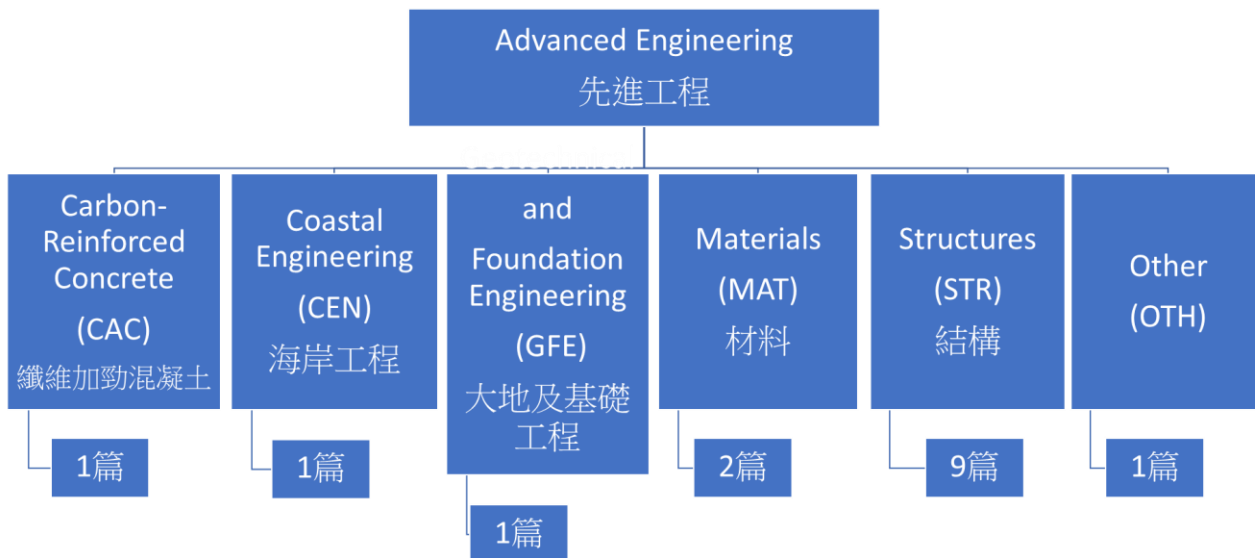 Advanced Engineering
先進工程
Carbon-
Reinforced
Concrete
(CAC)
纖維加勁混凝土
1篇
Coastal
Engineering
(CEN)
海岸工程
1篇
and
Foundation
Engineering
(GFE)
大地及基礎
工程
1篇
Materials
(MAT)
材料
2篇
Structures
(STR)
結構
9篇
Other
(OTH)
1篇